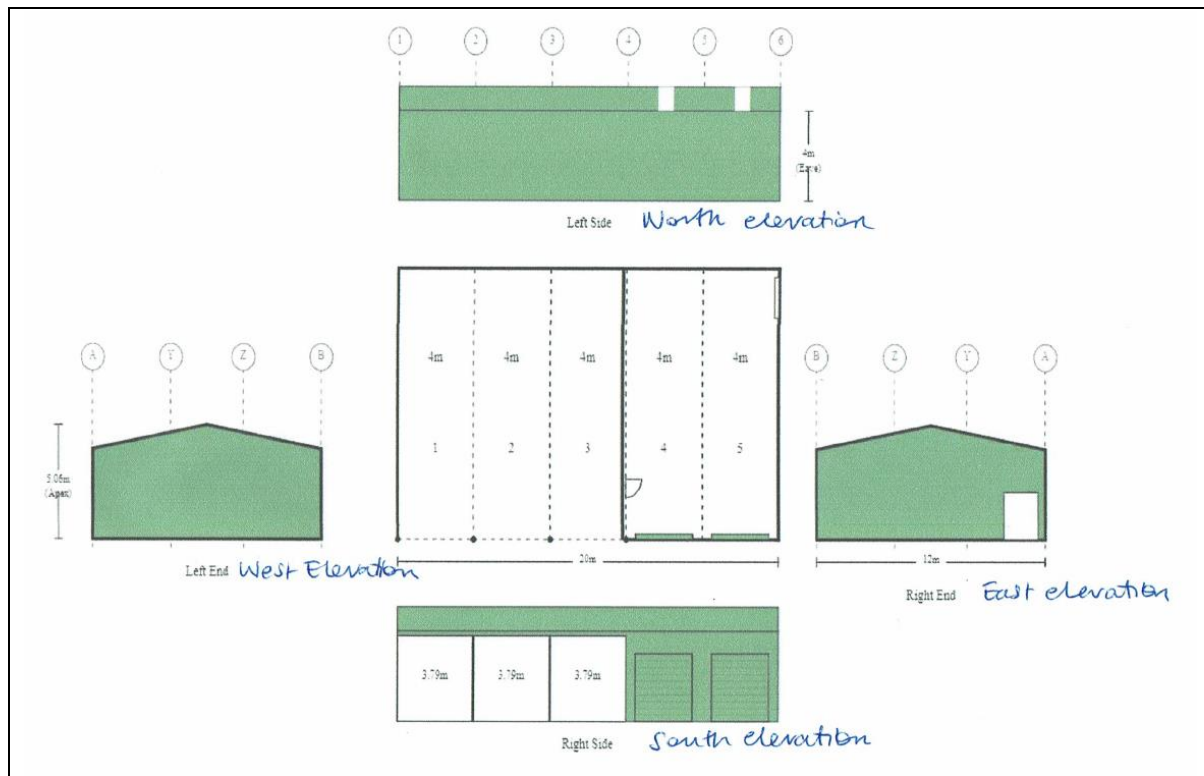 1 2 3 4 5 6
4m
(Eave)
Left Side North elevation
A Y Z B
4m 4m 4m 4m 4m
B Z Y A
5.06m
(Apex)
1 2 3 4 5
20m
12m
Left End West Elevation
Right End East elevation
3.79m 3.79m 3.79m
Right Side South elevation